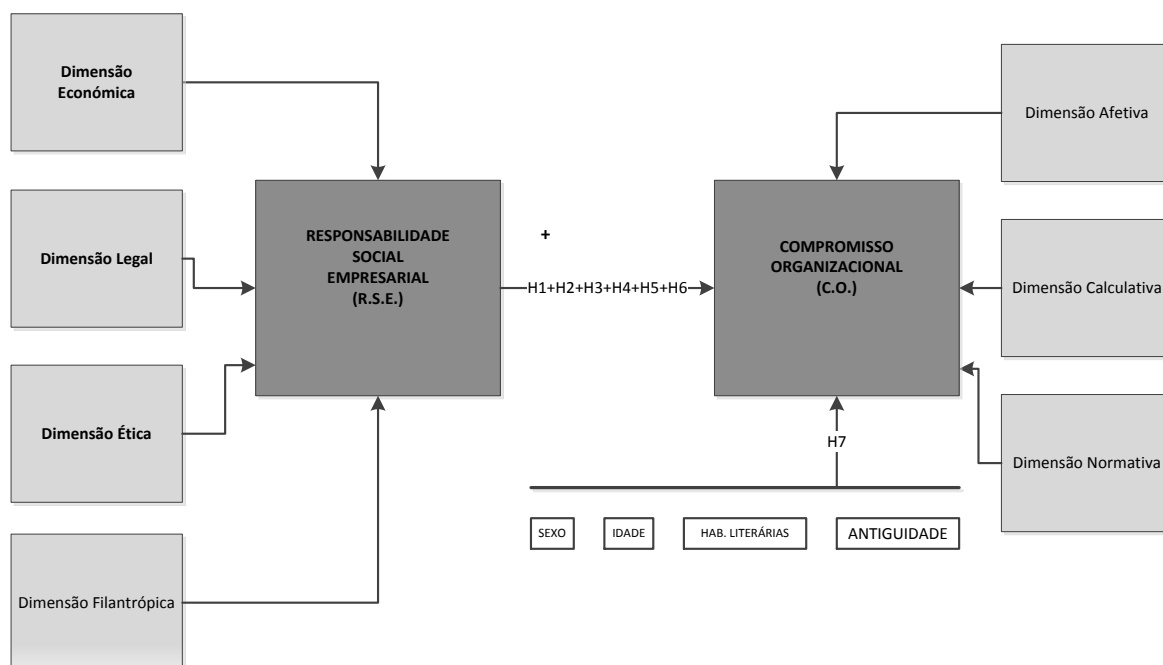 Dimensão
Económica
Dimensão Legal
Dimensão Ética
Dimensão Filantrópica
RESPONSABILIDADE
SOCIAL
EMPRESARIAL
(R.S.E.)
+
H1+H2+H3+H4+H5+H6
COMPROMISSO
ORGANIZACIONAL
(C.O.)
H7
SEXO
IDADE
HAB. LITERÁRIAS
ANTIGUIDADE
Dimensão Afetiva
Dimensão Calculativa
Dimensão Normativa